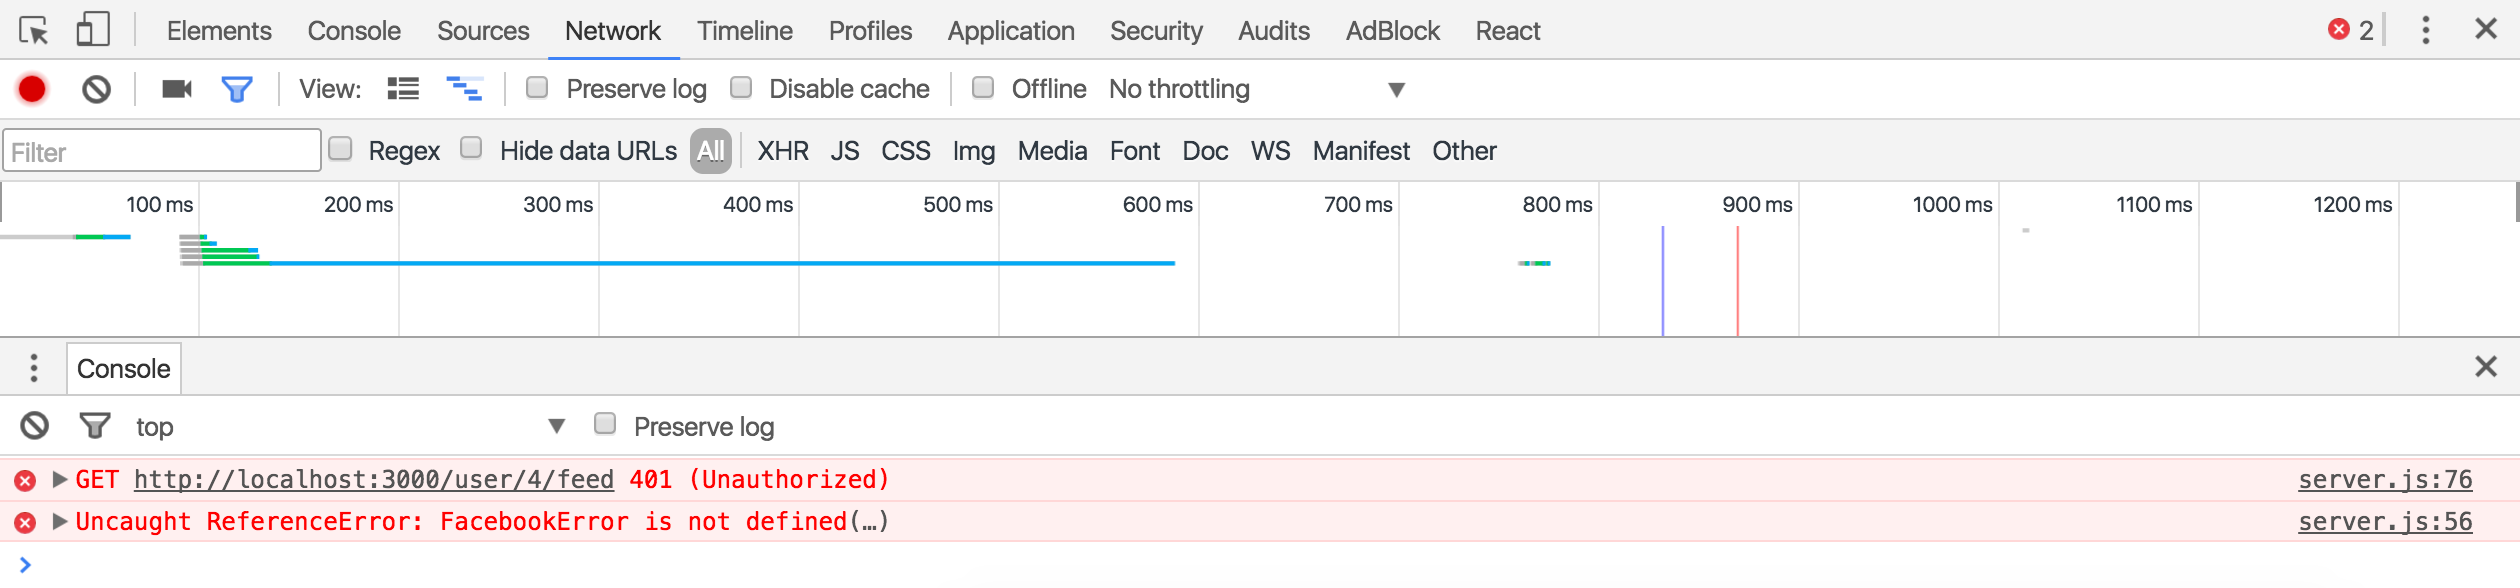 Elements Console Sources Network Timeline Profiles Application Security Audits AdBlock React 2
View: Preserve log Disable cache Offline No throttling
Filter Regex Hide data URLs All XHR JS CSS Img Media Font Doc WS Manifest Other
100 ms 200 ms 300 ms 400 ms 500 ms 600 ms 700 ms 800 ms 900 ms 1000 ms 1100 ms 1200 ms
Console
top Preserve log
GET http://localhost:3000/user/4/feed 401 (Unauthorized) server.js:76
Uncaught ReferenceError: FacebookError is not defined(…) server.js:56